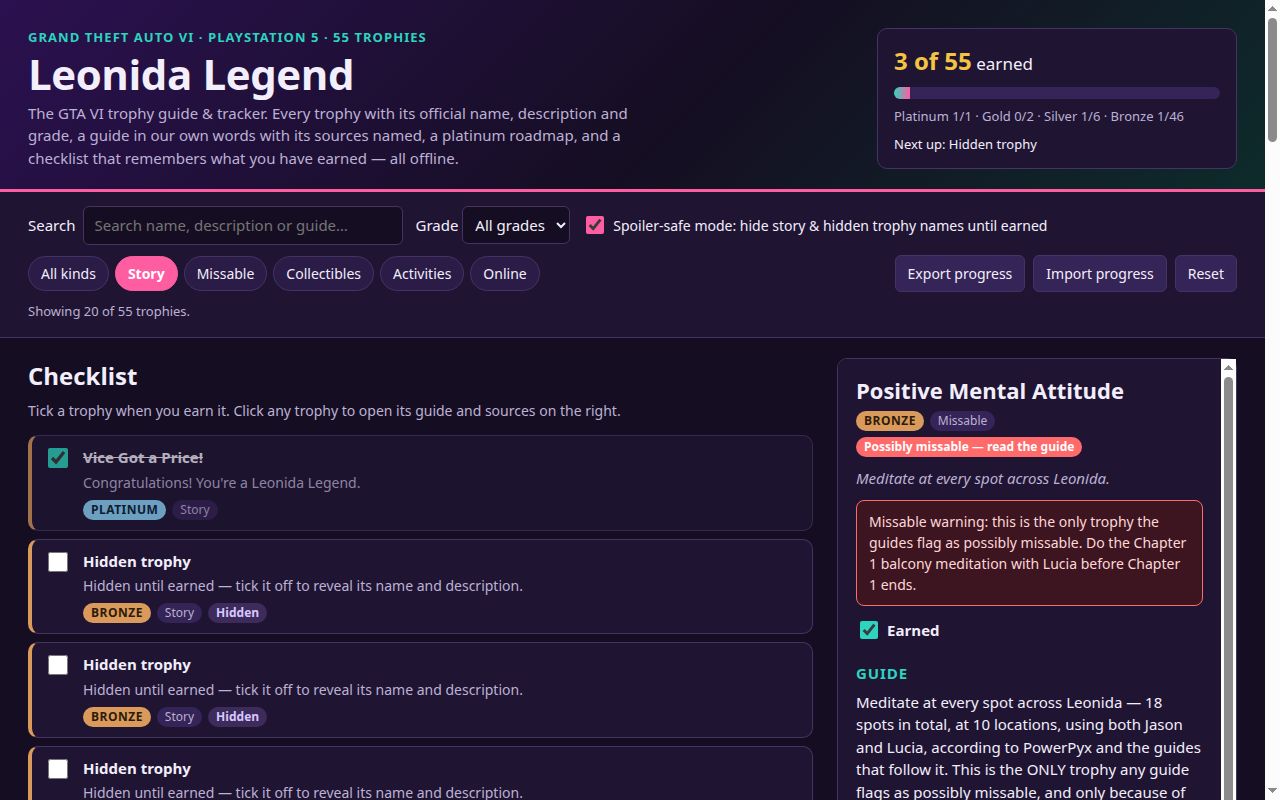 GRAND THEFT AUTO VI · PLAYSTATION 5 · 55 TROPHIES
Leonida Legend
The GTA VI trophy guide & tracker. Every trophy with its official name, description and
grade, a guide in our own words with its sources named, a platinum roadmap, and a
checklist that remembers what you have earned — all offline.
3 of 55 earned
Platinum 1/1 · Gold 0/2 · Silver 1/6 · Bronze 1/46
Next up: Hidden trophy
Search
Search name, description or guide...
Grade
All grades
Spoiler-safe mode: hide story & hidden trophy names until earned
All kinds
Story
Missable
Collectibles
Activities
Online
Export progress
Import progress
Reset
Showing 20 of 55 trophies.
Checklist
Tick a trophy when you earn it. Click any trophy to open its guide and sources on the right.
Vice Got a Price!
Congratulations! You're a Leonida Legend.
PLATINUM
Story
Hidden trophy
Hidden until earned — tick it off to reveal its name and description.
BRONZE
Story
Hidden
Hidden trophy
Hidden until earned — tick it off to reveal its name and description.
BRONZE
Story
Hidden
Hidden trophy
Hidden until earned — tick it off to reveal its name and description.
Positive Mental Attitude
BRONZE
Missable
Possibly missable — read the guide
Meditate at every spot across Leonida.
Missable warning: this is the only trophy the
guides flag as possibly missable. Do the Chapter
1 balcony meditation with Lucia before Chapter
1 ends.
Earned
GUIDE
Meditate at every spot across Leonida — 18
spots in total, at 10 locations, using both Jason
and Lucia, according to PowerPyx and the guides
that follow it. This is the ONLY trophy any guide
flags as possibly missable, and only because of